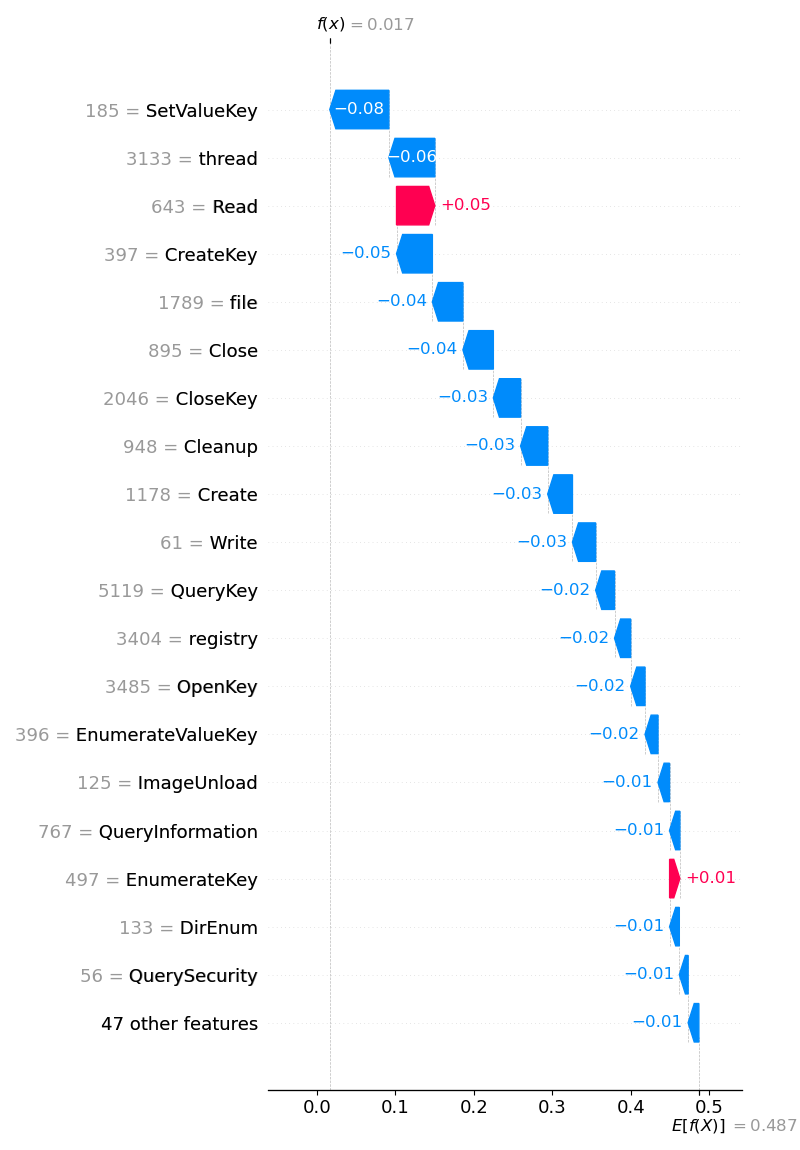 f(x) = 0.017
185 = SetValueKey −0.08
3133 = thread −0.06
643 = Read +0.05
397 = CreateKey −0.05
1789 = file −0.04
895 = Close −0.04
2046 = CloseKey −0.03
948 = Cleanup −0.03
1178 = Create −0.03
61 = Write −0.03
5119 = QueryKey −0.02
3404 = registry −0.02
3485 = OpenKey −0.02
396 = EnumerateValueKey −0.02
125 = ImageUnload −0.01
767 = QueryInformation −0.01
497 = EnumerateKey +0.01
133 = DirEnum −0.01
56 = QuerySecurity −0.01
47 other features −0.01
0.0 0.1 0.2 0.3 0.4 0.5
E[f(X)] = 0.487